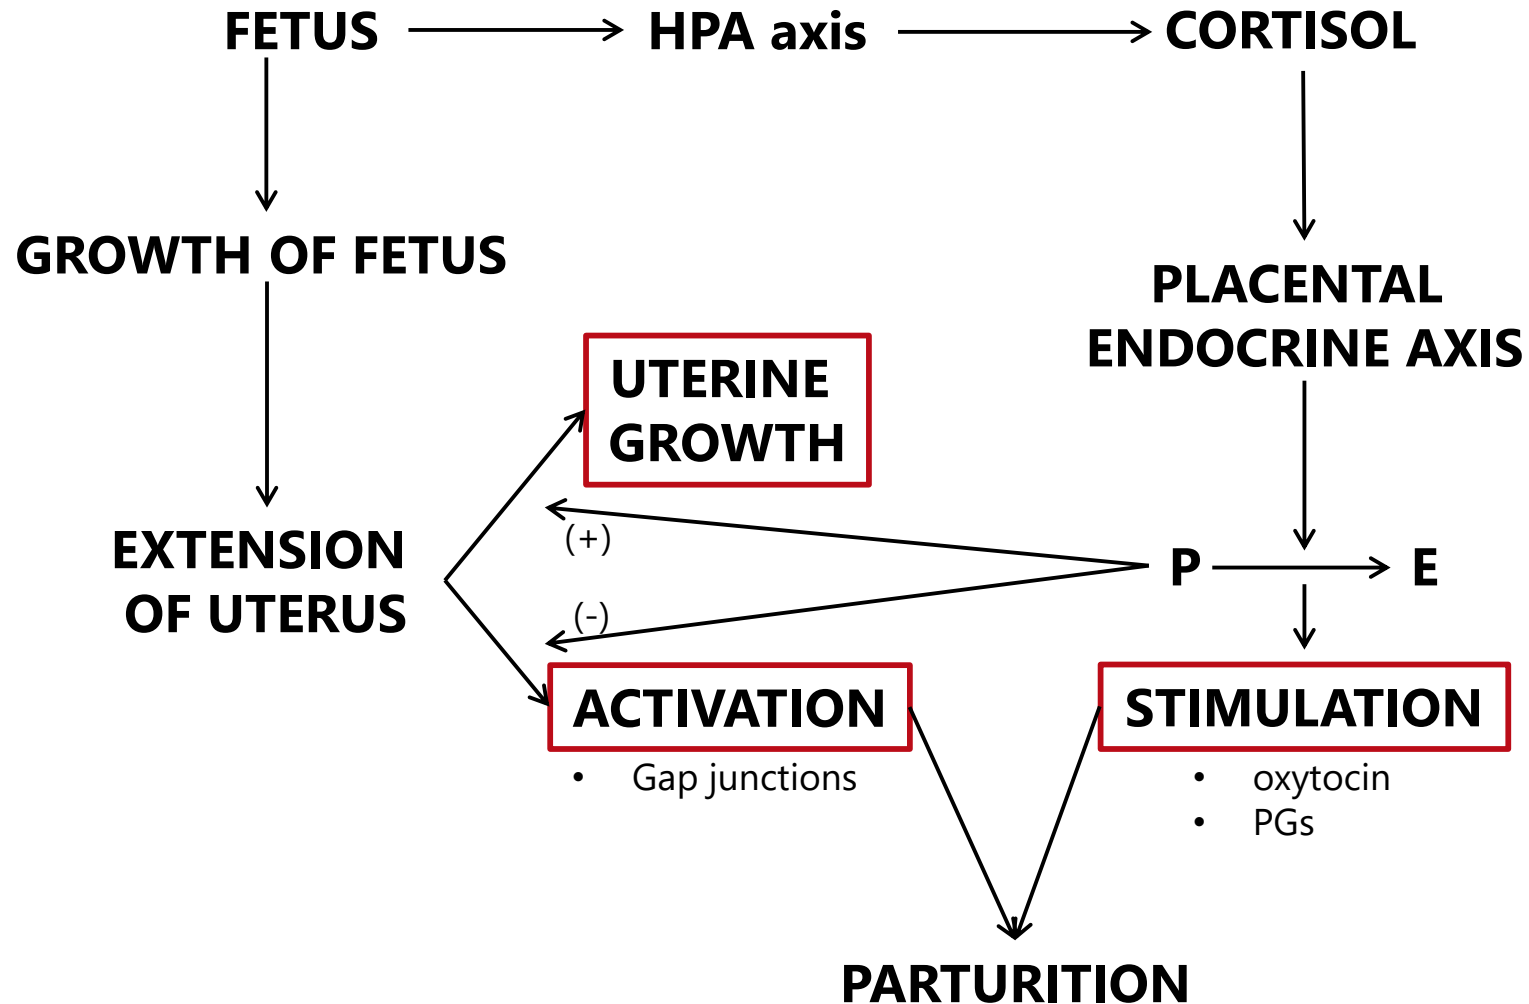 FETUS
HPA axis
CORTISOL
GROWTH OF FETUS
PLACENTAL
ENDOCRINE AXIS
UTERINE
GROWTH
EXTENSION
OF UTERUS
(+)
P
E
(-)
ACTIVATION
• Gap junctions
STIMULATION
• oxytocin
• PGs
PARTURITION